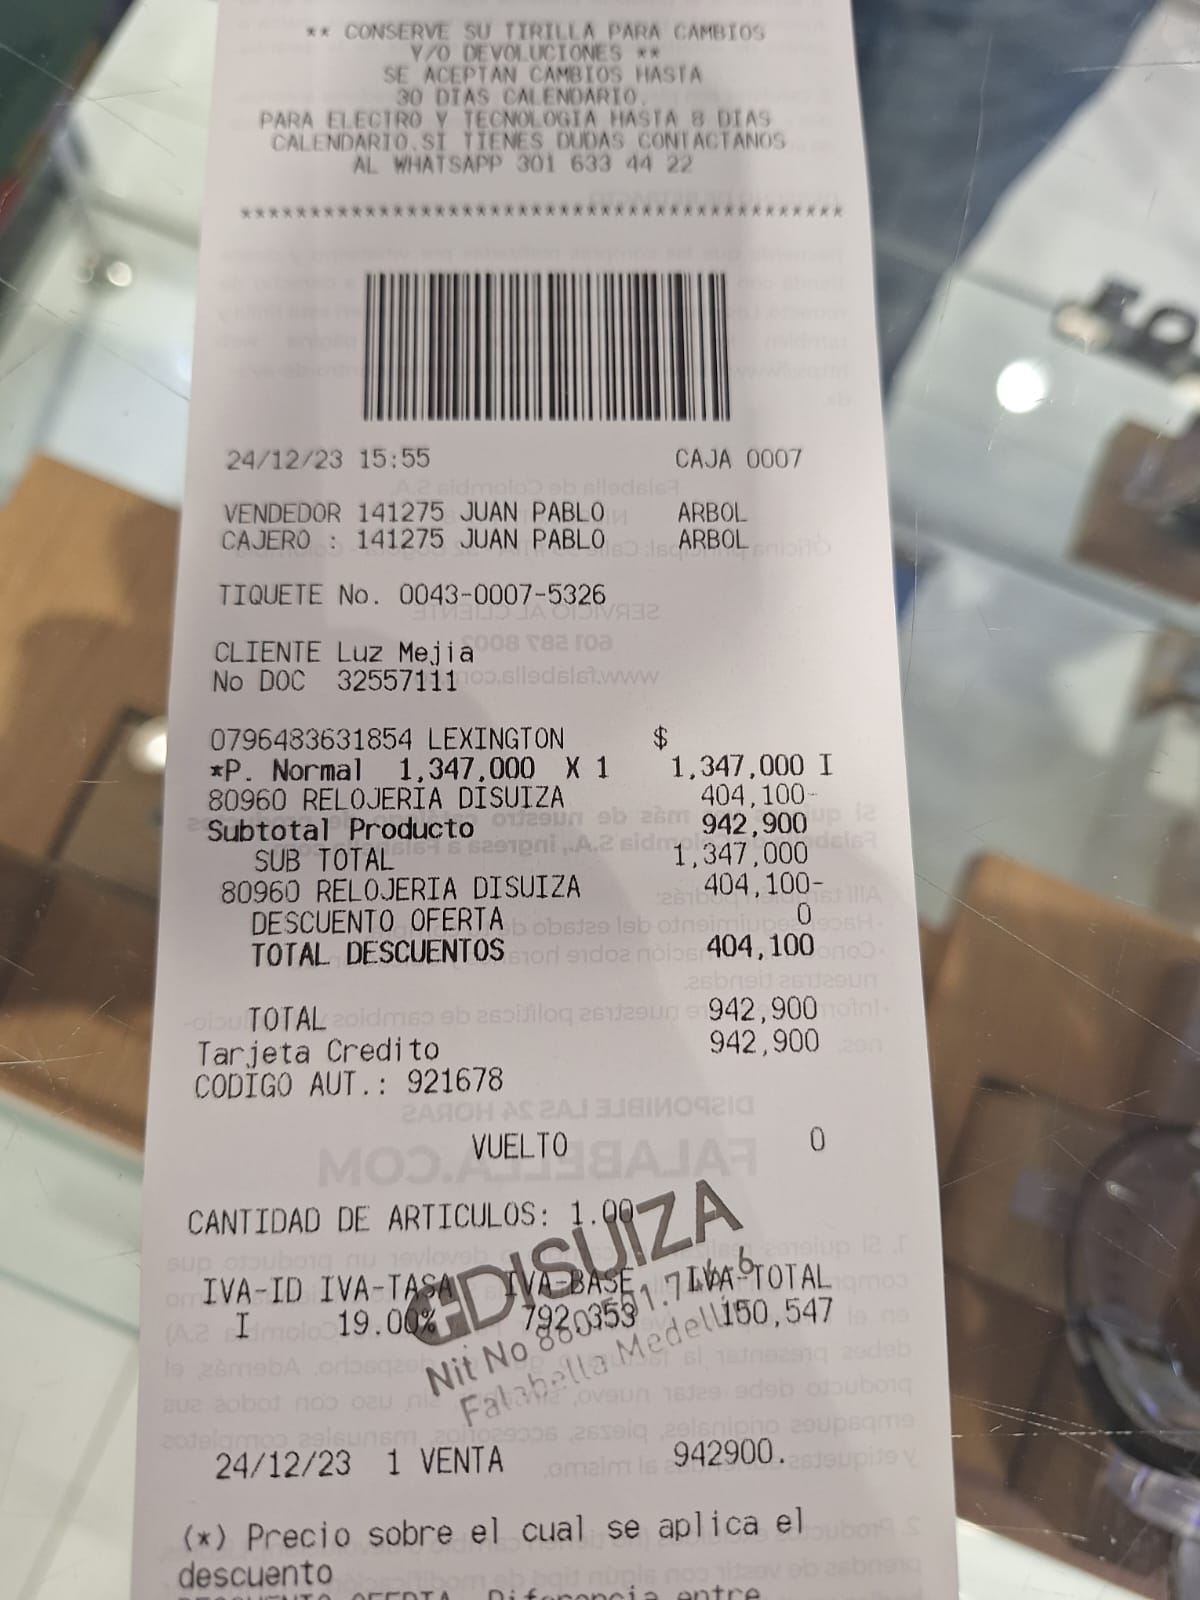 ** CONSERVE SU TIRILLA PARA CAMBIOS
Y/O DEVOLUCIONES **
SE ACEPTAN CAMBIOS HASTA
30 DIAS CALENDARIO.
PARA ELECTRO Y TECNOLOGIA HASTA 8 DIAS
CALENDARIO.SI TIENES DUDAS CONTACTANOS
AL WHATSAPP 301 633 44 22
********************************************
24/12/23 15:55 CAJA 0007
VENDEDOR 141275 JUAN PABLO ARBOL
CAJERO : 141275 JUAN PABLO ARBOL
TIQUETE No. 0043-0007-5326
CLIENTE Luz Mejia
No DOC 32557111
0796483631854 LEXINGTON $
*P. Normal 1,347,000 X 1 1,347,000 I
80960 RELOJERIA DISUIZA 404,100-
Subtotal Producto 942,900
SUB TOTAL 1,347,000
80960 RELOJERIA DISUIZA 404,100-
DESCUENTO OFERTA 0
TOTAL DESCUENTOS 404,100
TOTAL 942,900
Tarjeta Credito 942,900
CODIGO AUT.: 921678
VUELTO 0
CANTIDAD DE ARTICULOS: 1.00
DISUIZA
IVA-ID IVA-TASA IVA-BASE IVA-TOTAL
I 19.00% 792,353 150,547
Nit No
Falabella Medellin
24/12/23 1 VENTA 942900.
(*) Precio sobre el cual se aplica el
descuento
Diferencia entre